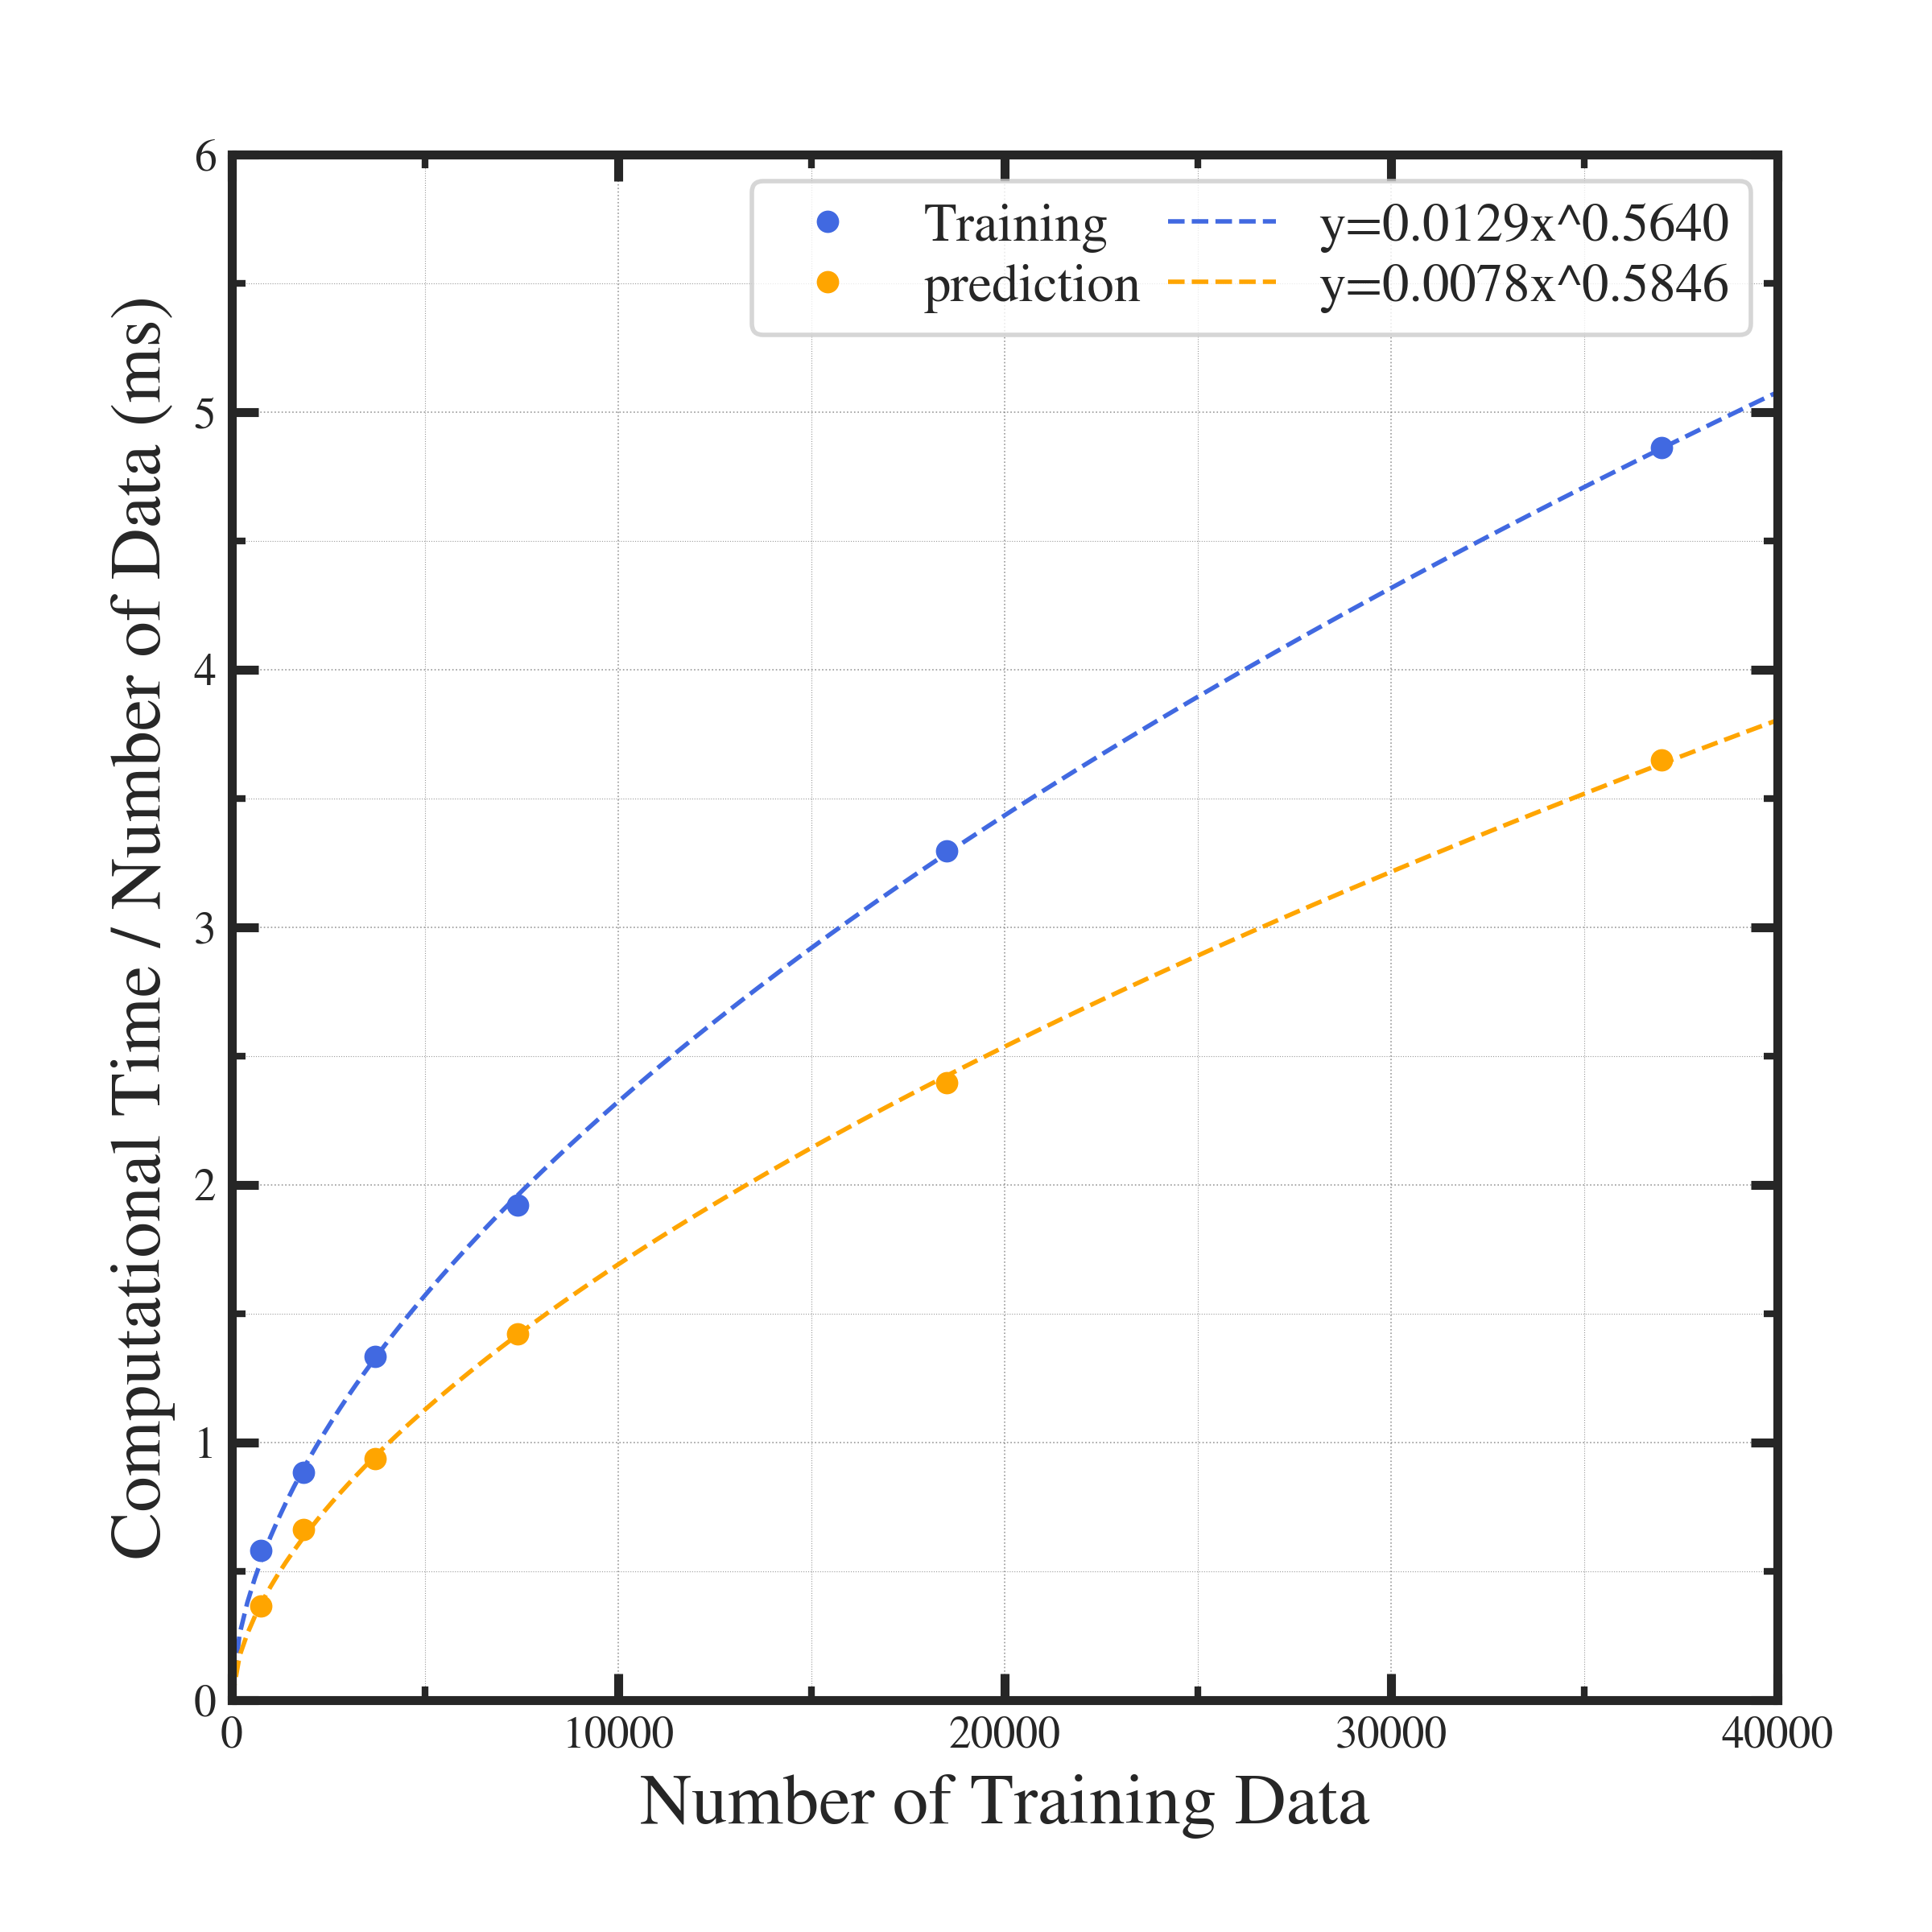 6
5
4
3
2
1
0
Computational Time / Number of Data (ms)
Training
prediction
y=0.0129x^0.5640
y=0.0078x^0.5846
0 10000 20000 30000 40000
Number of Training Data